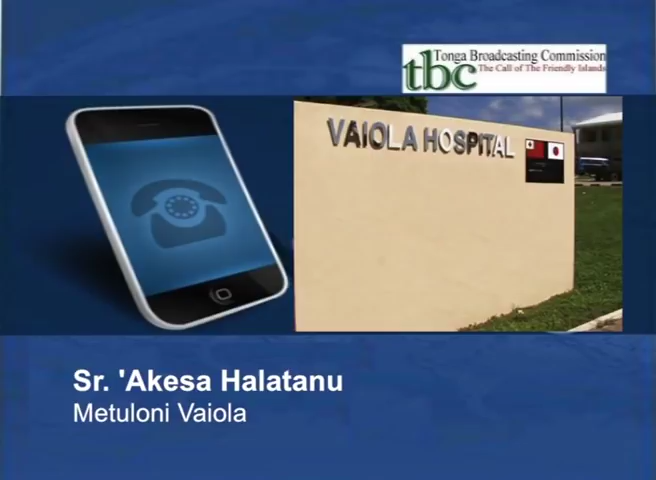 Tonga Broadcasting Commission
tbc The Call of The Friendly Islands
VAIOLA HOSPITAL
Sr. 'Akesa Halatanu
Metuloni Vaiola